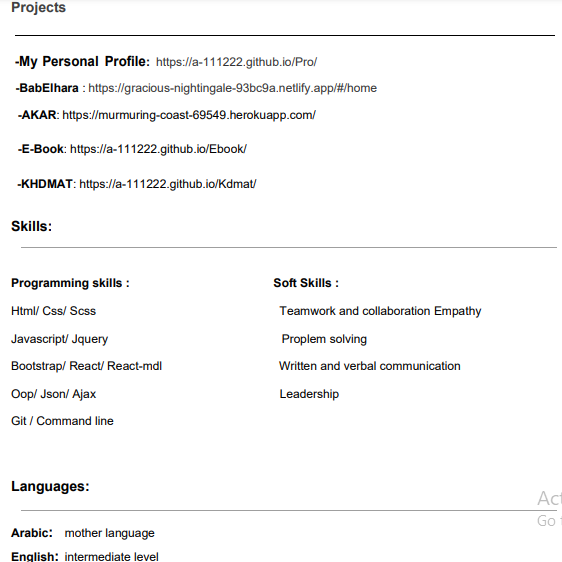 Projects
-My Personal Profile: https://a-111222.github.io/Pro/
-BabElhara : https://gracious-nightingale-93bc9a.netlify.app/#/home
-AKAR: https://murmuring-coast-69549.herokuapp.com/
-E-Book: https://a-111222.github.io/Ebook/
-KHDMAT: https://a-111222.github.io/Kdmat/
Skills:
Programming skills :
Html/ Css/ Scss
Javascript/ Jquery
Bootstrap/ React/ React-mdl
Oop/ Json/ Ajax
Git / Command line
Soft Skills :
Teamwork and collaboration Empathy
Proplem solving
Written and verbal communication
Leadership
Languages:
Arabic: mother language
English: intermediate level
Go